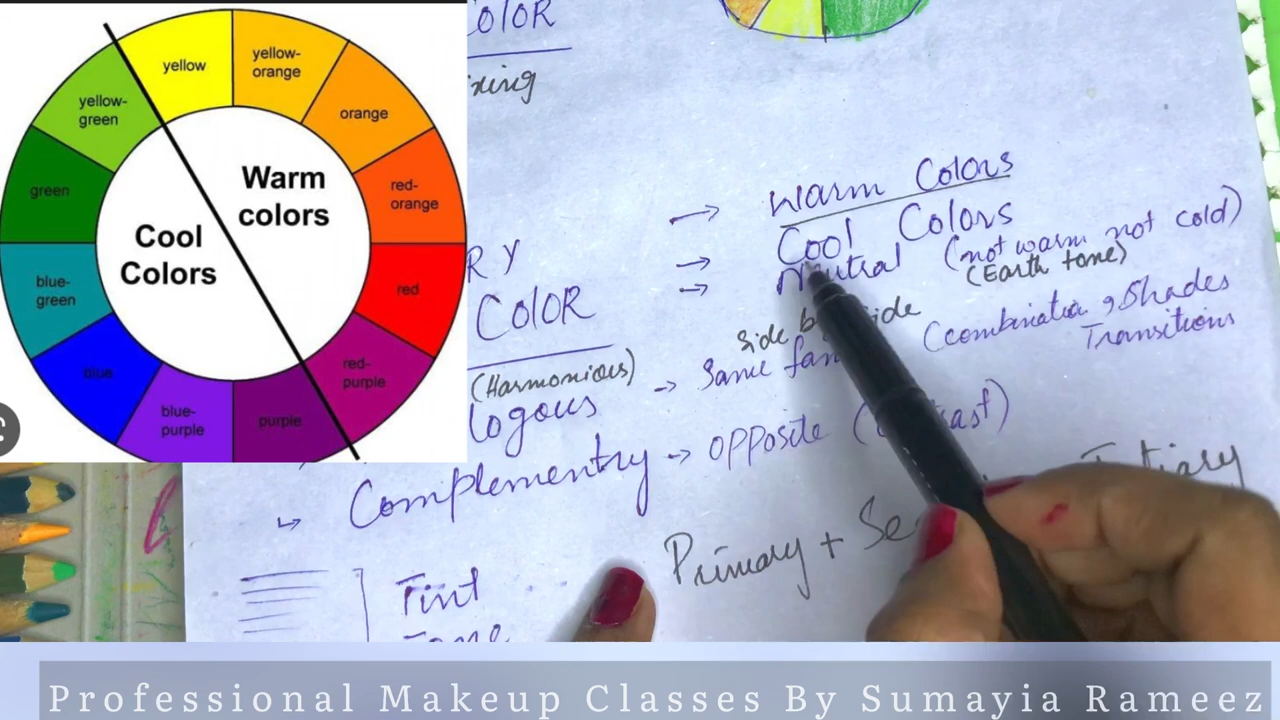 yellow
yellow-
orange
orange
red-
orange
red
red-
purple
purple
blue-
purple
blue
blue-
green
green
yellow-
green
Warm
colors
Cool
Colors
OLOR
xing
→ Warm Colors
RY → Cool Colors
→ Neutral (not warm not cold)
(Earth tone)
COLOR
Side by side
(Harmonious) → Same fam (combination, Shades
Transitions
logous
Complementry → opposite ( ast)
Primary + Se
Tint
Tone
Professional Makeup Classes By Sumayia Rameez